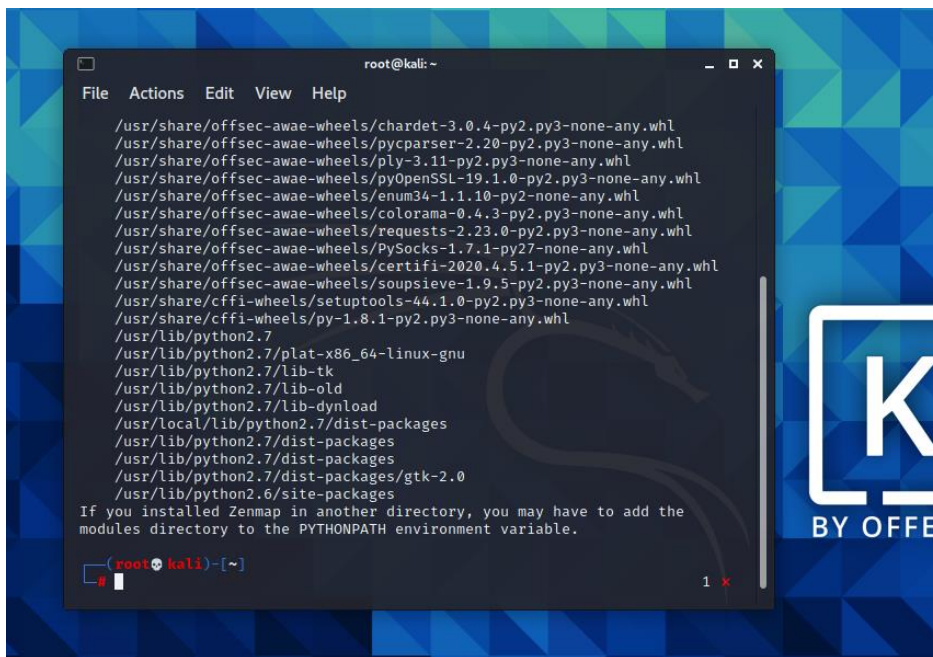 root@kali: ~
File Actions Edit View Help
/usr/share/offsec-awae-wheels/chardet-3.0.4-py2.py3-none-any.whl
/usr/share/offsec-awae-wheels/pycparser-2.20-py2.py3-none-any.whl
/usr/share/offsec-awae-wheels/ply-3.11-py2.py3-none-any.whl
/usr/share/offsec-awae-wheels/pyOpenSSL-19.1.0-py2.py3-none-any.whl
/usr/share/offsec-awae-wheels/enum34-1.1.10-py2-none-any.whl
/usr/share/offsec-awae-wheels/colorama-0.4.3-py2.py3-none-any.whl
/usr/share/offsec-awae-wheels/requests-2.23.0-py2.py3-none-any.whl
/usr/share/offsec-awae-wheels/PySocks-1.7.1-py27-none-any.whl
/usr/share/offsec-awae-wheels/certifi-2020.4.5.1-py2.py3-none-any.whl
/usr/share/offsec-awae-wheels/soupsieve-1.9.5-py2.py3-none-any.whl
/usr/share/cffi-wheels/setuptools-44.1.0-py2.py3-none-any.whl
/usr/share/cffi-wheels/py-1.8.1-py2.py3-none-any.whl
/usr/lib/python2.7
/usr/lib/python2.7/plat-x86_64-linux-gnu
/usr/lib/python2.7/lib-tk
/usr/lib/python2.7/lib-old
/usr/lib/python2.7/lib-dynload
/usr/local/lib/python2.7/dist-packages
/usr/lib/python2.7/dist-packages
/usr/lib/python2.7/dist-packages
/usr/lib/python2.7/dist-packages/gtk-2.0
/usr/lib/python2.6/site-packages
If you installed Zenmap in another directory, you may have to add the
modules directory to the PYTHONPATH environment variable.
(root💀kali)-[~]
# 1 ⨯
K
BY OFFE